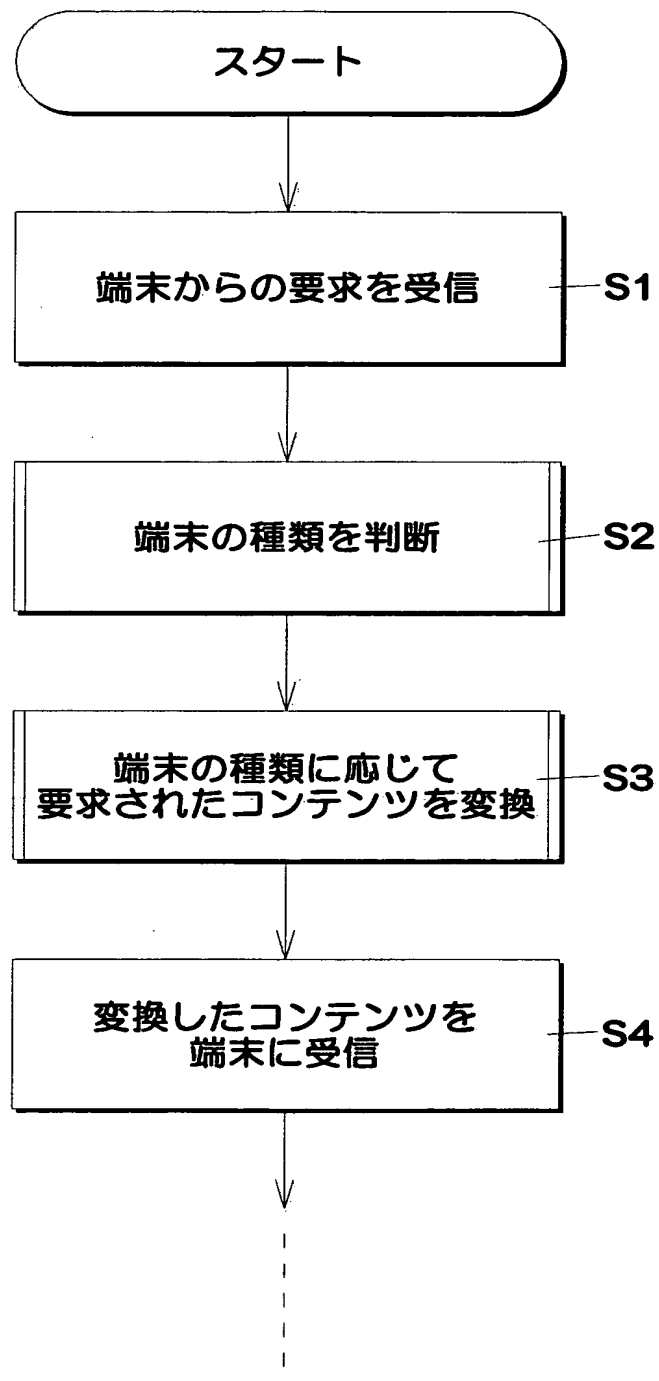 スタート
端末からの要求を受信
S1
端末の種類を判断
S2
端末の種類に応じて
要求されたコンテンツを変換
S3
変換したコンテンツを
端末に受信
S4